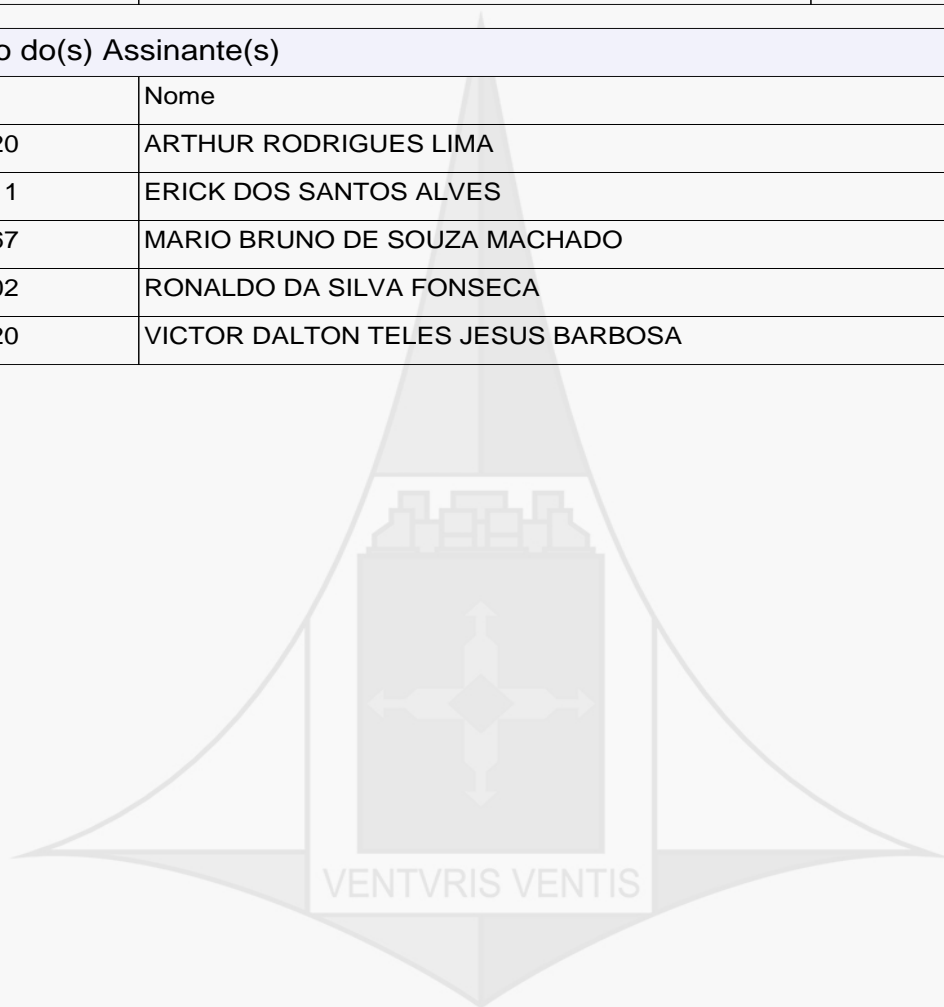 o do(s) Assinante(s)
Nome
20 ARTHUR RODRIGUES LIMA
1 ERICK DOS SANTOS ALVES
67 MARIO BRUNO DE SOUZA MACHADO
02 RONALDO DA SILVA FONSECA
20 VICTOR DALTON TELES JESUS BARBOSA
VENTVRIS VENTIS